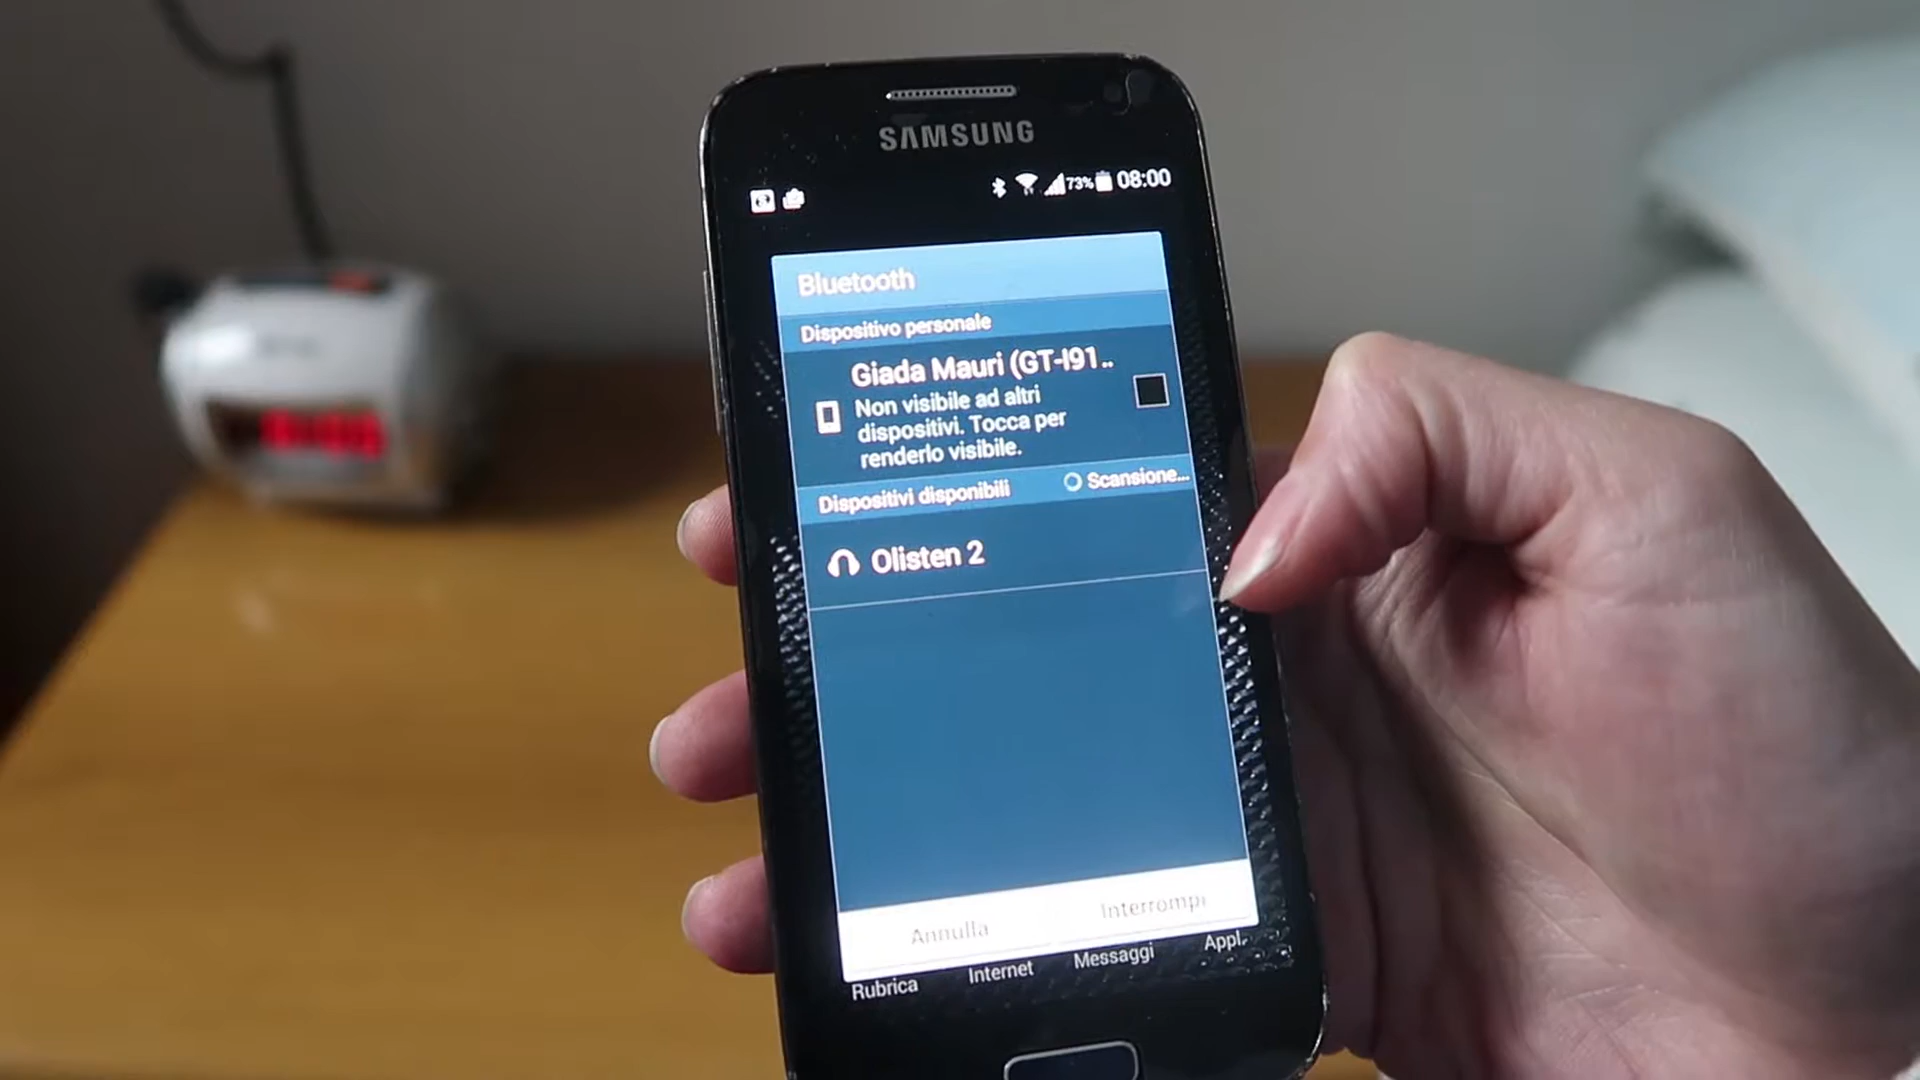 SAMSUNG
73% 08:00
Bluetooth
Dispositivo personale
Giada Mauri (GT-I91..
Non visibile ad altri
dispositivi. Tocca per
renderlo visibile.
Dispositivi disponibili Scansione...
Olisten 2
Annulla Interrompi
Rubrica Internet Messaggi Appl.